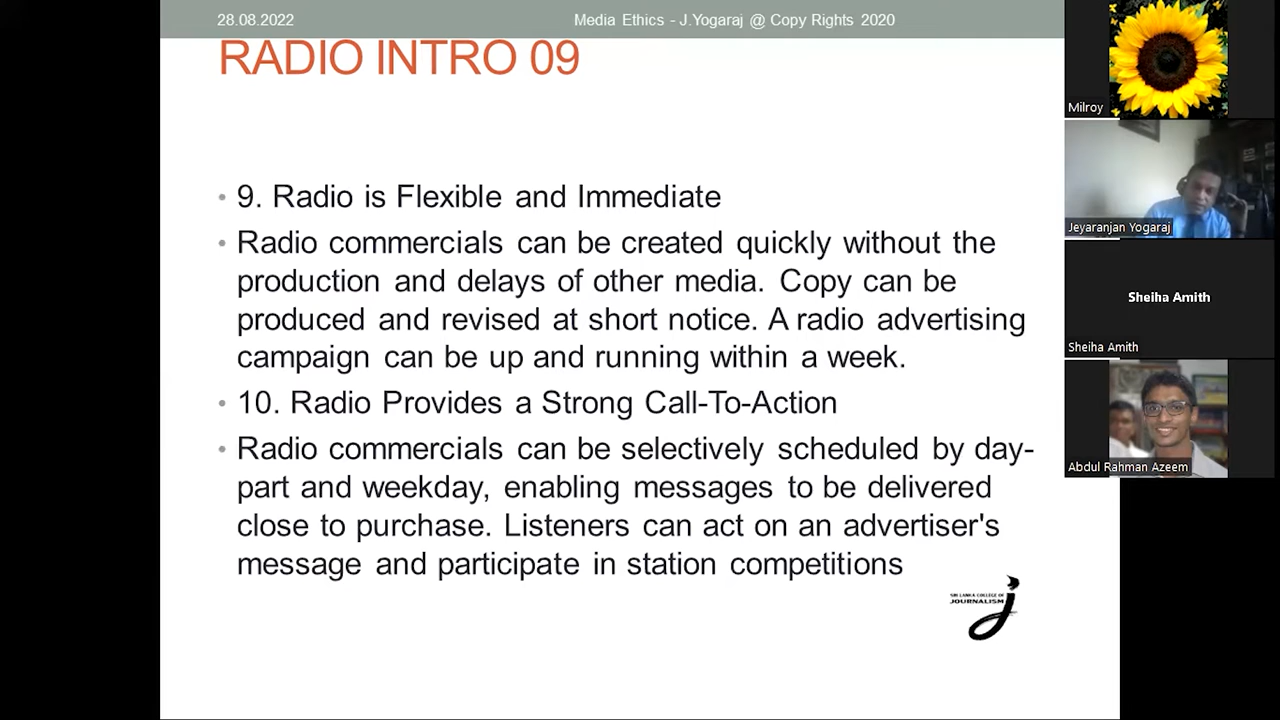 28.08.2022
Media Ethics - J.Yogaraj @ Copy Rights 2020
RADIO INTRO 09
• 9. Radio is Flexible and Immediate
• Radio commercials can be created quickly without the
production and delays of other media. Copy can be
produced and revised at short notice. A radio advertising
campaign can be up and running within a week.
• 10. Radio Provides a Strong Call-To-Action
• Radio commercials can be selectively scheduled by day-
part and weekday, enabling messages to be delivered
close to purchase. Listeners can act on an advertiser's
message and participate in station competitions
SRI LANKA COLLEGE OF
JOURNALISM
Milroy
Jeyaranjan Yogaraj
Sheiha Amith
Sheiha Amith
Abdul Rahman Azeem